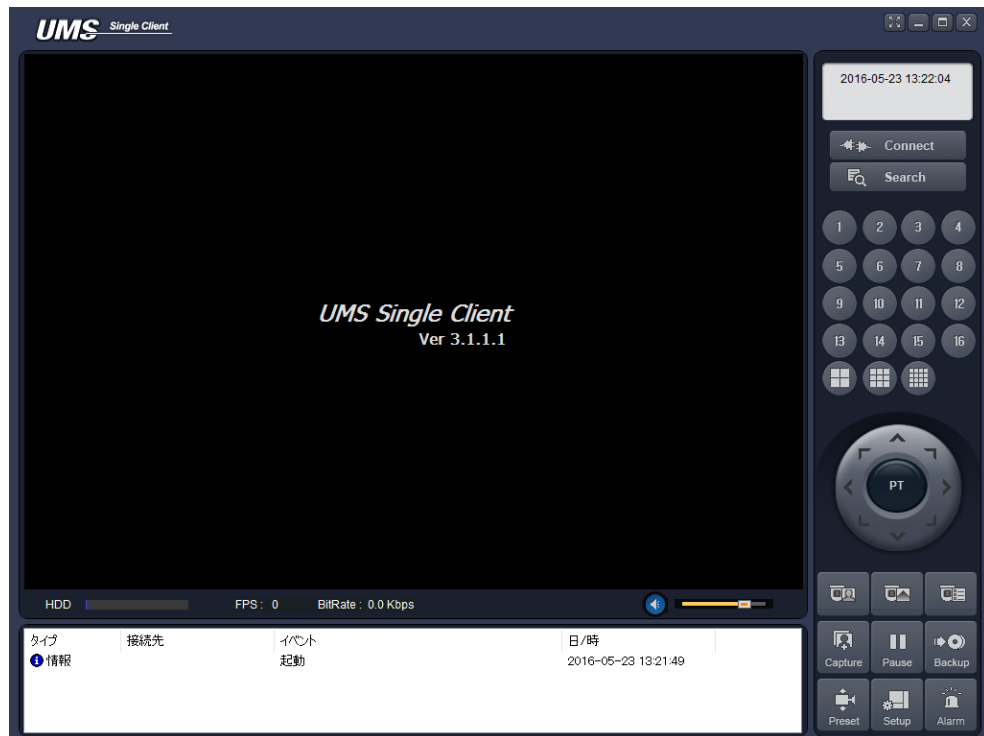 UMS Single Client
2016-05-23 13:22:04
Connect
Search
1 2 3 4
5 6 7 8
9 10 11 12
13 14 15 16
UMS Single Client
Ver 3.1.1.1
PT
HDD FPS : 0 BitRate : 0.0 Kbps
タイプ 接続先 イベント 日/時
情報 起動 2016-05-23 13:21:49
Capture Pause Backup
Preset Setup Alarm